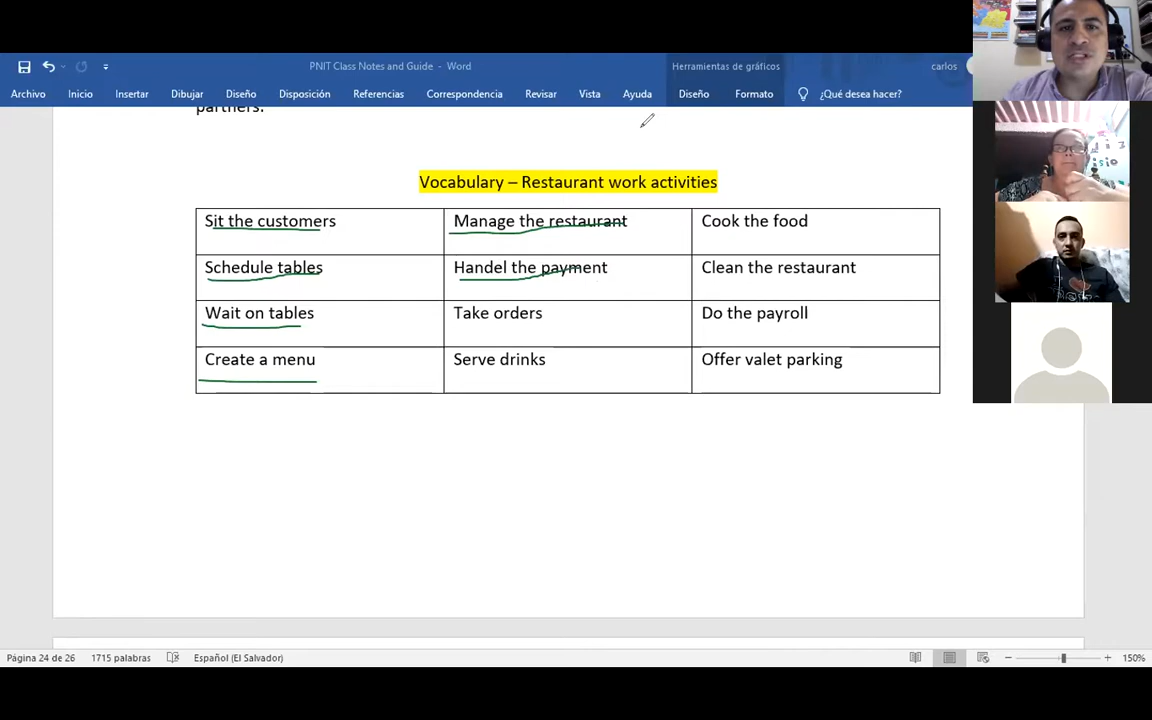 PNIT Class Notes and Guide - Word
Herramientas de gráficos
carlos
Archivo Inicio Insertar Dibujar Diseño Disposición Referencias Correspondencia Revisar Vista Ayuda Diseño Formato ¿Qué desea hacer?
partners.
Vocabulary – Restaurant work activities
Sit the customers Manage the restaurant Cook the food
Schedule tables Handel the payment Clean the restaurant
Wait on tables Take orders Do the payroll
Create a menu Serve drinks Offer valet parking
Página 24 de 26 1715 palabras Español (El Salvador) 150%